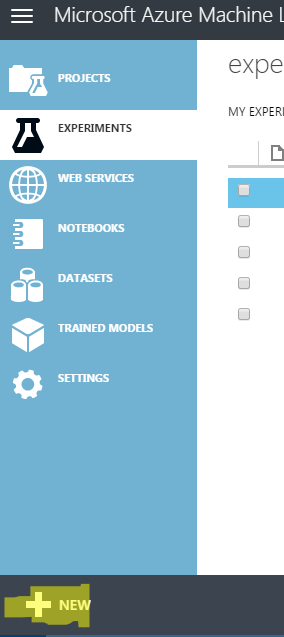 Microsoft Azure Machine L
PROJECTS
EXPERIMENTS
WEB SERVICES
NOTEBOOKS
DATASETS
TRAINED MODELS
SETTINGS
expe
MY EXPERI
NEW